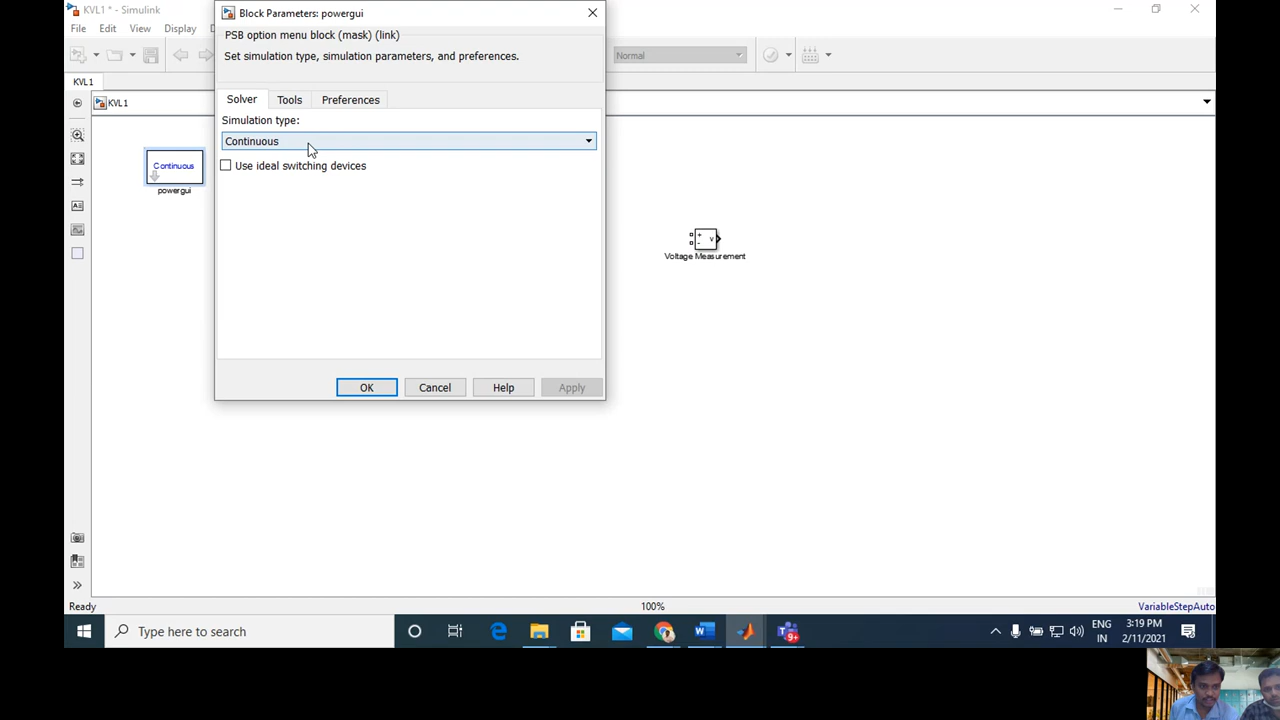 KVL1 * - Simulink
File Edit View Display
Normal
KVL1
KVL1
Block Parameters: powergui
PSB option menu block (mask) (link)
Set simulation type, simulation parameters, and preferences.
Solver Tools Preferences
Simulation type:
Continuous
Use ideal switching devices
OK Cancel Help Apply
Continuous
powergui
+
-
v
Voltage Measurement
Ready
100%
VariableStepAuto
Type here to search
9+
ENG
IN
3:19 PM
2/11/2021